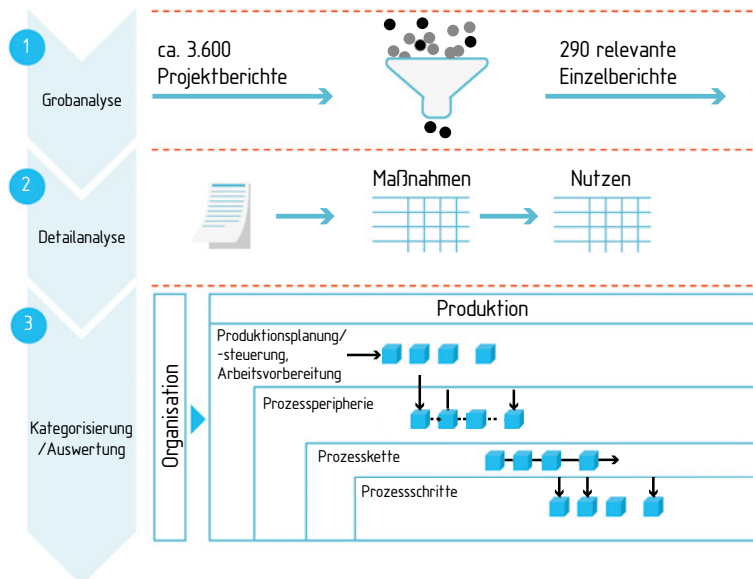 1
Grobanalyse
ca. 3.600
Projektberichte
290 relevante
Einzelberichte
2
Detailanalyse
Maßnahmen
Nutzen
3
Kategorisierung
/Auswertung
Organisation
Produktion
Produktionsplanung/
-steuerung,
Arbeitsvorbereitung
Prozessperipherie
Prozesskette
Prozessschritte